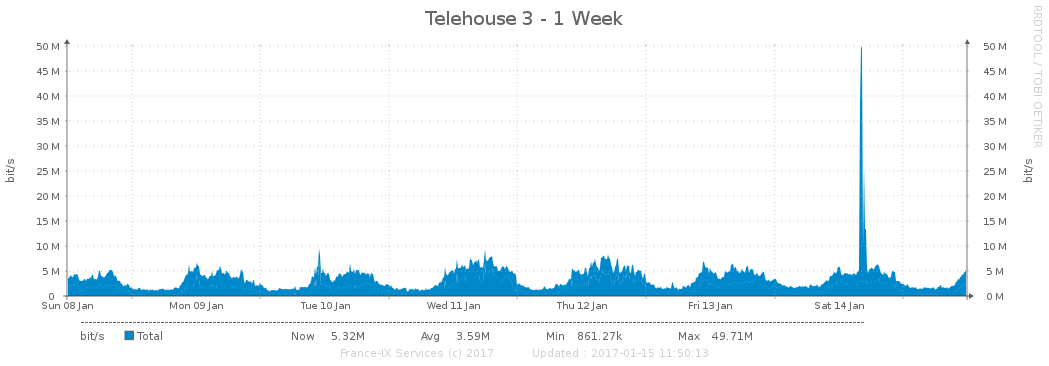 Telehouse 3 - 1 Week
RRDTOOL / TOBI OETIKER
bit/s
50 M
45 M
40 M
35 M
30 M
25 M
20 M
15 M
10 M
5 M
0
50 M
45 M
40 M
35 M
30 M
25 M
20 M
15 M
10 M
5 M
0 M
bit/s
Sun 08 Jan Mon 09 Jan Tue 10 Jan Wed 11 Jan Thu 12 Jan Fri 13 Jan Sat 14 Jan
bit/s Total Now 5.32M Avg 3.59M Min 861.27k Max 49.71M
France-IX Services (c) 2017 Updated : 2017-01-15 11:50:13